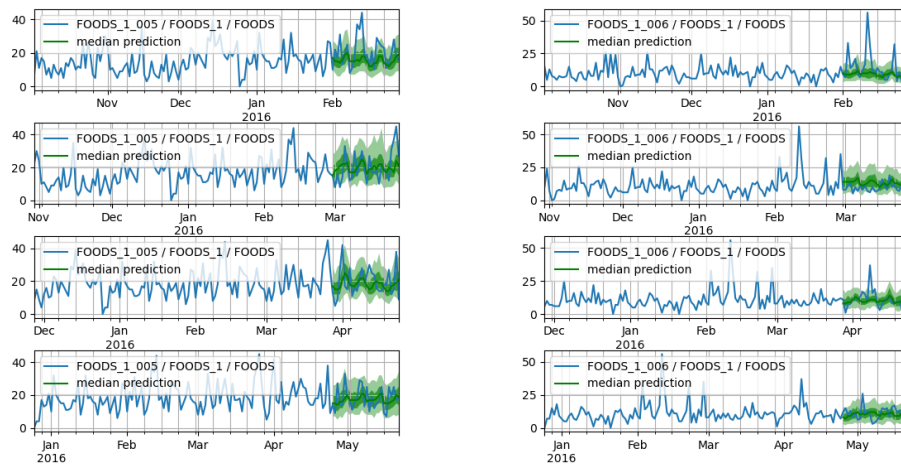 40
20
0
FOODS_1_005 / FOODS_1 / FOODS
median prediction
Nov Dec Jan Feb
2016
50
25
0
FOODS_1_006 / FOODS_1 / FOODS
median prediction
Nov Dec Jan Feb
2016
40
20
0
FOODS_1_005 / FOODS_1 / FOODS
median prediction
Nov Dec Jan Feb Mar
2016
50
25
0
FOODS_1_006 / FOODS_1 / FOODS
median prediction
Nov Dec Jan Feb Mar
2016
40
20
0
FOODS_1_005 / FOODS_1 / FOODS
median prediction
Dec Jan Feb Mar Apr
2016
50
25
0
FOODS_1_006 / FOODS_1 / FOODS
median prediction
Dec Jan Feb Mar Apr
2016
40
20
0
FOODS_1_005 / FOODS_1 / FOODS
median prediction
Jan Feb Mar Apr May
2016
50
25
0
FOODS_1_006 / FOODS_1 / FOODS
median prediction
Jan Feb Mar Apr May
2016